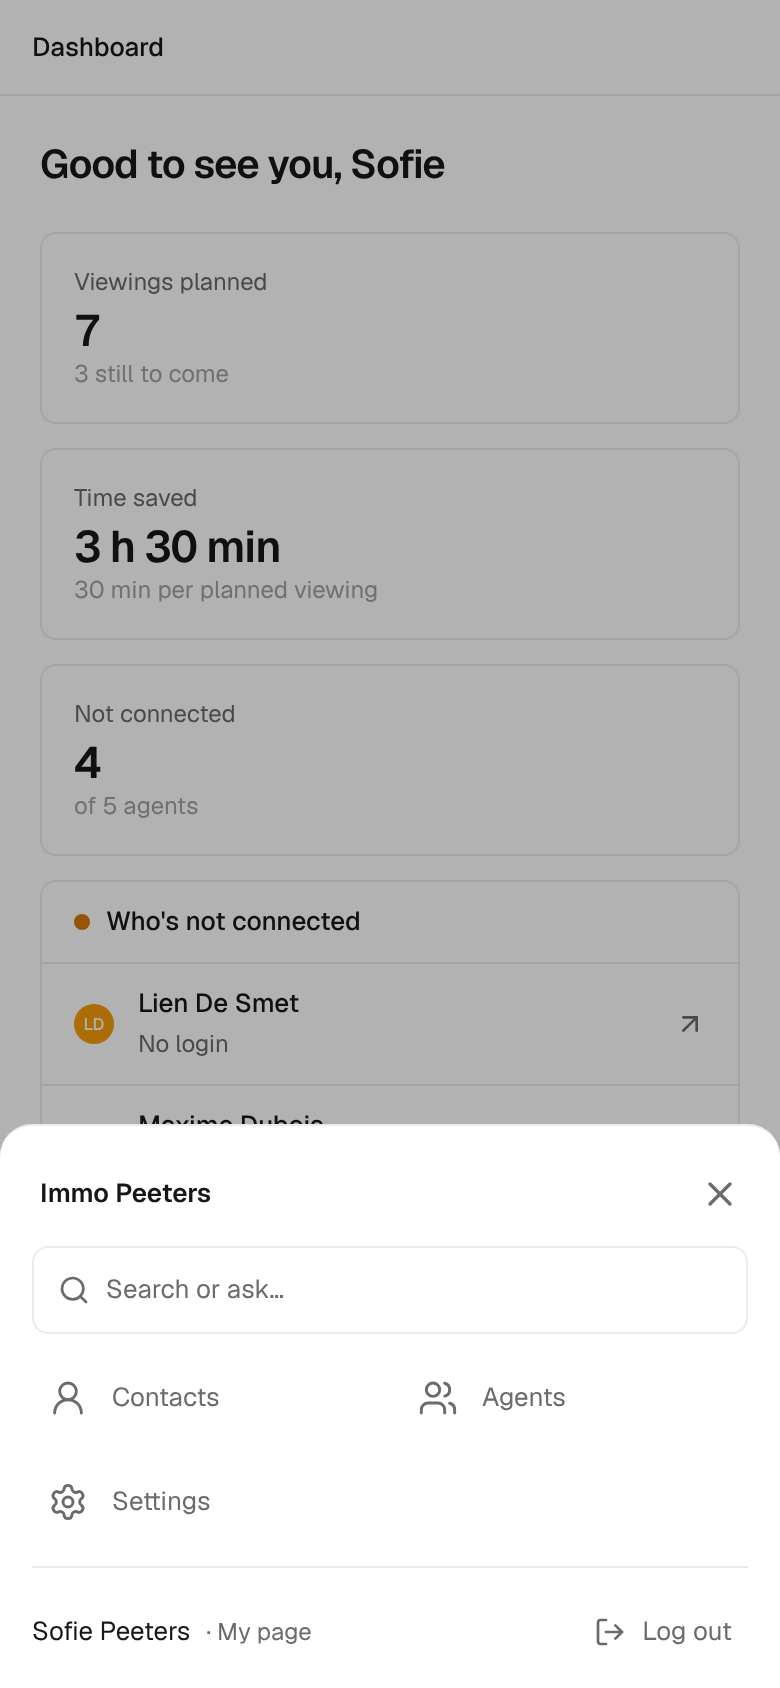 Dashboard
Good to see you, Sofie
Viewings planned
7
3 still to come
Time saved
3 h 30 min
30 min per planned viewing
Not connected
4
of 5 agents
Who's not connected
LD
Lien De Smet
No login
Maxime Dubois
Immo Peeters
Search or ask...
Contacts
Agents
Settings
Sofie Peeters · My page
Log out